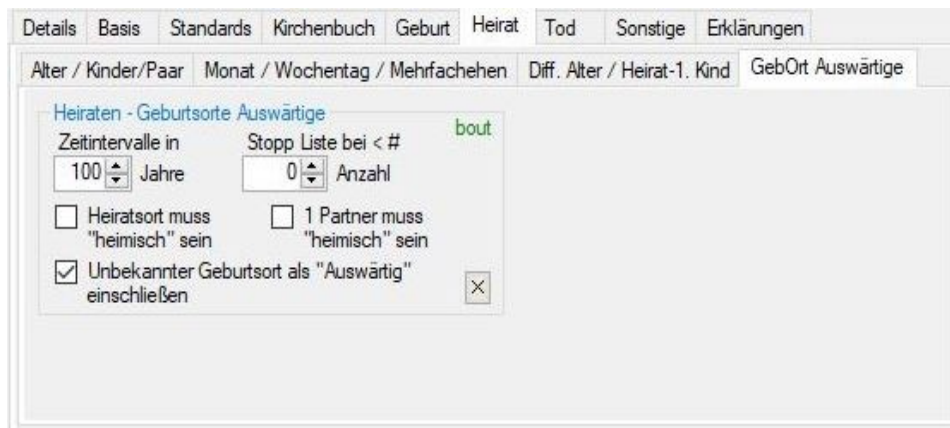 Details Basis Standards Kirchenbuch Geburt Heirat Tod Sonstige Erklärungen
Alter / Kinder/Paar Monat / Wochentag / Mehrfachehen Diff. Alter / Heirat-1. Kind GebOrt Auswärtige
Heiraten - Geburtsorte Auswärtige
bout
Zeitintervalle in Stopp Liste bei < #
100 Jahre 0 Anzahl
Heiratsort muss 1 Partner muss
"heimisch" sein "heimisch" sein
Unbekannter Geburtsort als "Auswärtig"
einschließen